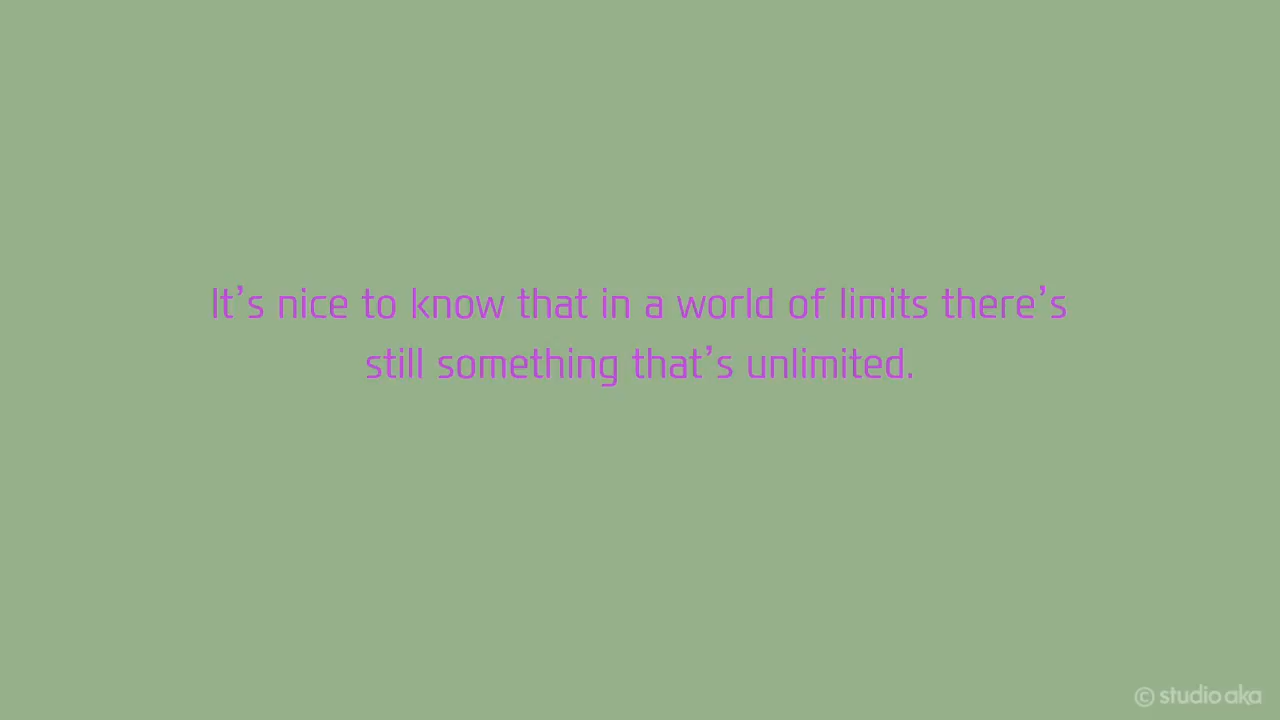 It’s nice to know that in a world of limits there’s
still something that’s unlimited.
© studio aka